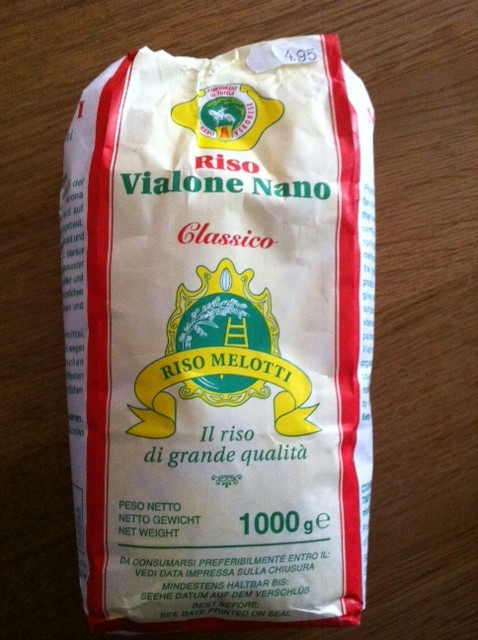 4.95
Riso
Vialone Nano
Classico
RISO MELOTTI
Il riso
di grande qualità
PESO NETTO
NETTO GEWICHT
NET WEIGHT
1000 g e
DA CONSUMARSI PREFERIBILMENTE ENTRO IL:
VEDI DATA IMPRESSA SULLA CHIUSURA
MINDESTENS HALTBAR BIS:
SEEHE DATUM AUF DEM VERSCHLUß
BEST BEFORE:
SEE DATE PRINTED ON SEAL